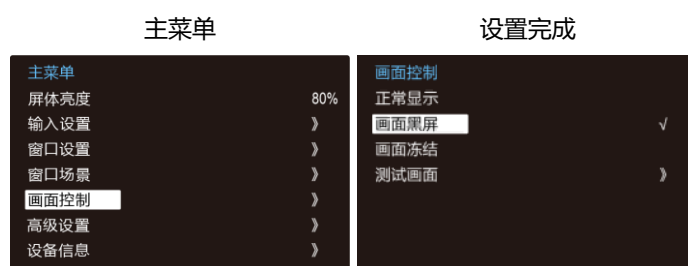 主菜单
主菜单
屏体亮度 80%
输入设置 》
窗口设置 》
窗口场景 》
画面控制 》
高级设置 》
设备信息 》
设置完成
画面控制
正常显示
画面黑屏 √
画面冻结
测试画面 》